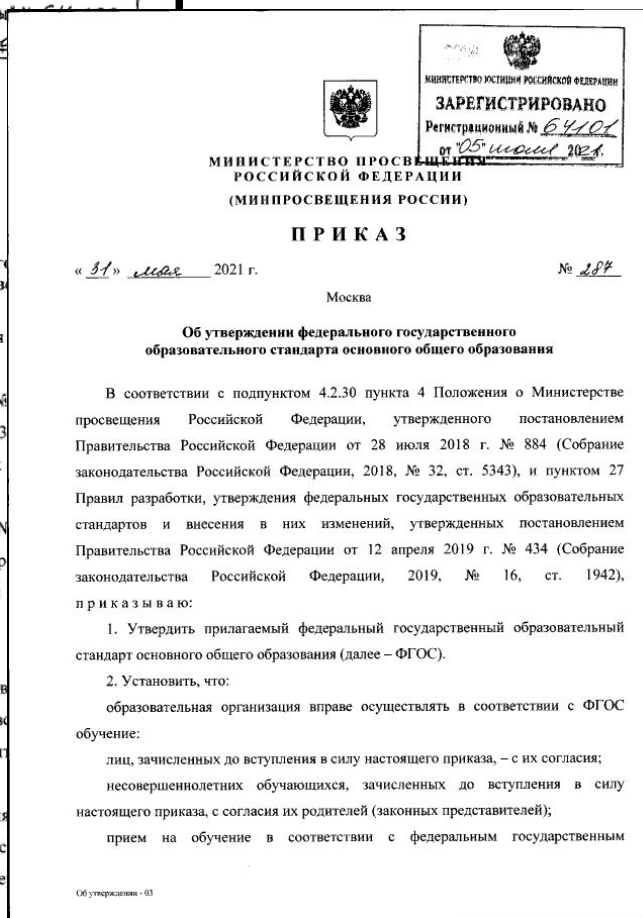 МИНИСТЕРСТВО ЮСТИЦИИ РОССИЙСКОЙ ФЕДЕРАЦИИ
ЗАРЕГИСТРИРОВАНО
Регистрационный № 64101
от "05" июля 2021.
МИНИСТЕРСТВО ПРОСВЕЩЕНИЯ
РОССИЙСКОЙ ФЕДЕРАЦИИ
(МИНПРОСВЕЩЕНИЯ РОССИИ)
ПРИКАЗ
« 31 » мая 2021 г. № 287
Москва
Об утверждении федерального государственного
образовательного стандарта основного общего образования
В соответствии с подпунктом 4.2.30 пункта 4 Положения о Министерстве
просвещения Российской Федерации, утвержденного постановлением
Правительства Российской Федерации от 28 июля 2018 г. № 884 (Собрание
законодательства Российской Федерации, 2018, № 32, ст. 5343), и пунктом 27
Правил разработки, утверждения федеральных государственных образовательных
стандартов и внесения в них изменений, утвержденных постановлением
Правительства Российской Федерации от 12 апреля 2019 г. № 434 (Собрание
законодательства Российской Федерации, 2019, № 16, ст. 1942),
п р и к а з ы в а ю:
1. Утвердить прилагаемый федеральный государственный образовательный
стандарт основного общего образования (далее – ФГОС).
2. Установить, что:
образовательная организация вправе осуществлять в соответствии с ФГОС
обучение:
лиц, зачисленных до вступления в силу настоящего приказа, – с их согласия;
несовершеннолетних обучающихся, зачисленных до вступления в силу
настоящего приказа, с согласия их родителей (законных представителей);
прием на обучение в соответствии с федеральным государственным
Об утверждении - 03